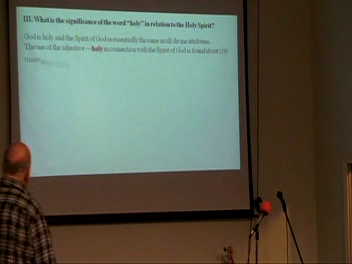 III. What is the significance of the word "holy" in relation to the Holy Spirit?
God is holy and the Spirit of God is essentially the same in all divine attributes.
The use of the adjective – holy in connection with the Spirit of God is found about 100
times